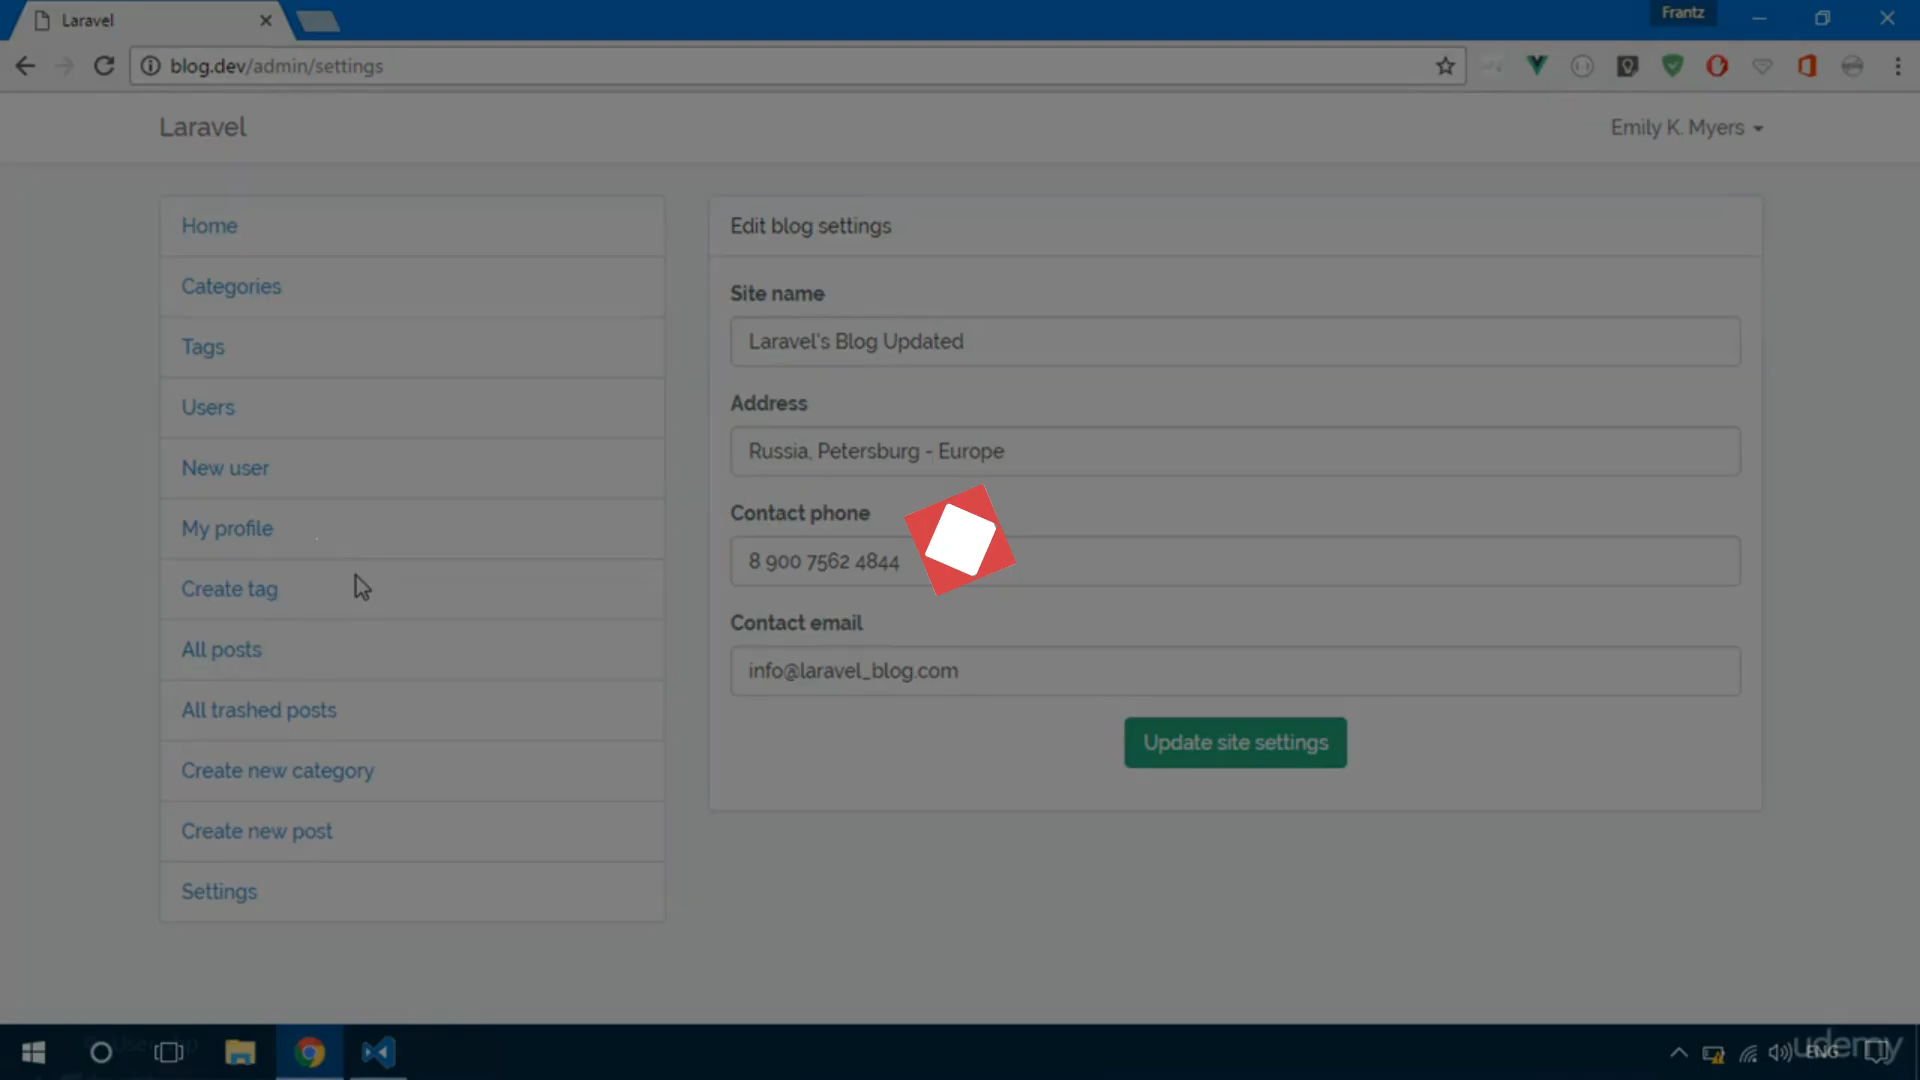 Laravel
Frantz
blog.dev/admin/settings
Laravel
Emily K. Myers
Home
Categories
Tags
Users
New user
My profile
Create tag
All posts
All trashed posts
Create new category
Create new post
Settings
Edit blog settings
Site name
Laravel's Blog Updated
Address
Russia, Petersburg - Europe
Contact phone
8 900 7562 4844
Contact email
info@laravel_blog.com
Update site settings
ENG
udemy